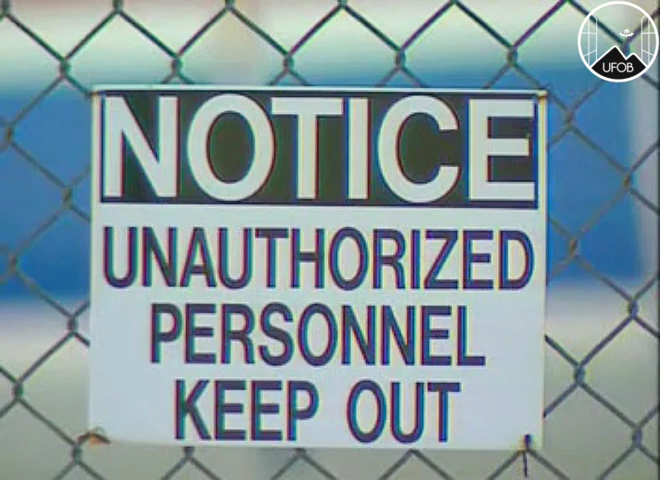 UFOB
NOTICE
UNAUTHORIZED
PERSONNEL
KEEP OUT